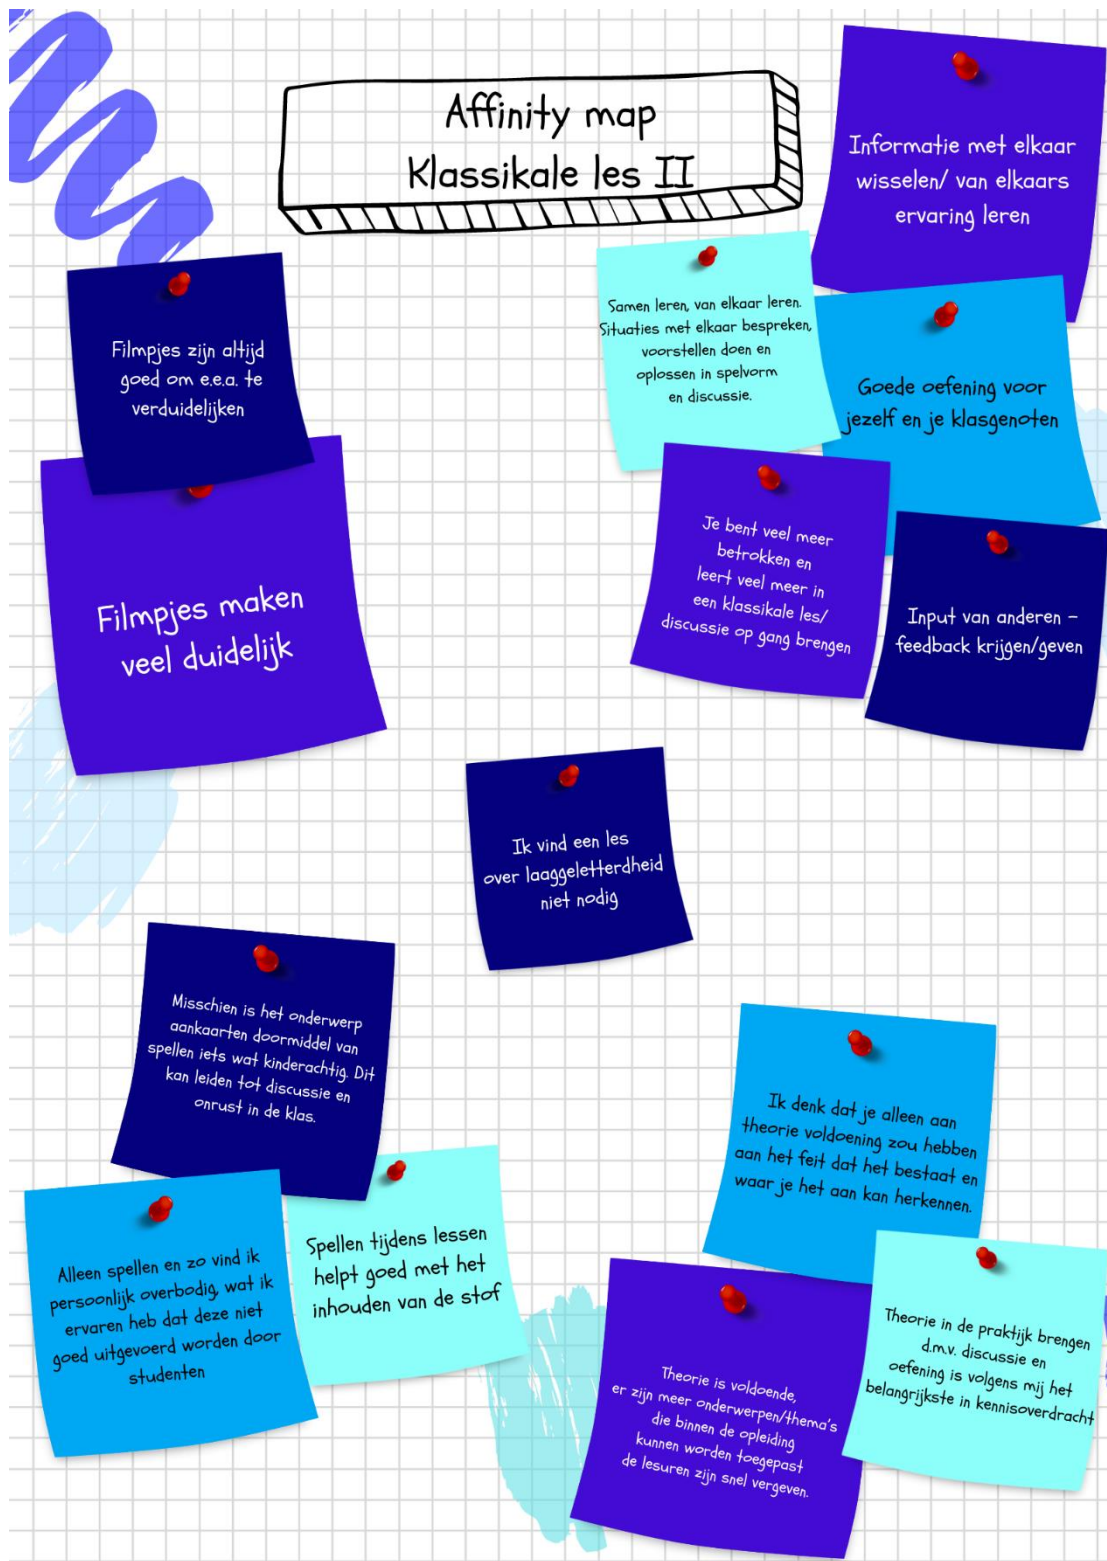 Affinity map
Klassikale les II
Informatie met elkaar
wisselen/ van elkaars
ervaring leren
Samen leren, van elkaar leren.
Situaties met elkaar bespreken,
voorstellen doen en
oplossen in spelvorm
en discussie.
Goede oefening voor
jezelf en je klasgenoten
Je bent veel meer
betrokken en
leert veel meer in
een klassikale les/
discussie op gang brengen
Input van anderen –
feedback krijgen/geven
Filmpjes zijn altijd
goed om e.e.a. te
verduidelijken
Filmpjes maken
veel duidelijk
Ik vind een les
over laaggeletterdheid
niet nodig
Misschien is het onderwerp
aankaarten doormiddel van
spellen iets wat kinderachtig. Dit
kan leiden tot discussie en
onrust in de klas.
Alleen spellen en zo vind ik
persoonlijk overbodig, wat ik
ervaren heb dat deze niet
goed uitgevoerd worden door
studenten
Spellen tijdens lessen
helpt goed met het
inhouden van de stof
Ik denk dat je alleen aan
theorie voldoening zou hebben
aan het feit dat het bestaat en
waar je het aan kan herkennen.
Theorie is voldoende,
er zijn meer onderwerpen/thema's
die binnen de opleiding
kunnen worden toegepast
de lesuren zijn snel vergeven.
Theorie in de praktijk brengen
d.m.v. discussie en
oefening is volgens mij het
belangrijkste in kennisoverdracht